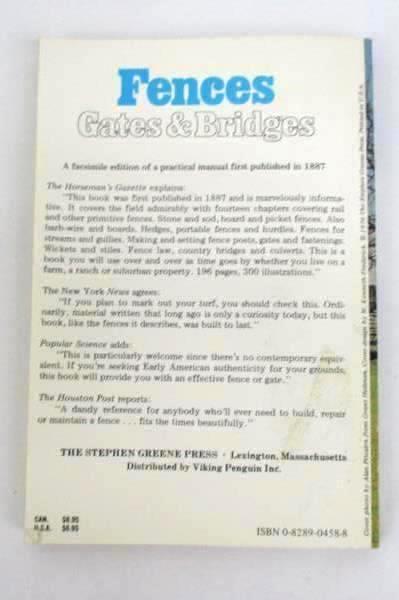 Fences
Gates & Bridges
A facsimile edition of a practical manual first published in 1887
The Horseman's Gazette explains:
"This book was first published in 1887 and is marvelously informa-
tive. It covers the field admirably with fourteen chapters covering rail
and other primitive fences. Stone and sod, board and picket fences. Also
barb-wire and boards. Hedges, portable fences and hurdles. Fences for
streams and gullies. Making and setting fence posts, gates and fastenings.
Wickets and stiles. Fence law, country bridges and culverts. This is a
book you will use over and over as time goes by whether you live on a
farm, a ranch or suburban property. 196 pages, 300 illustrations."
The New York News agrees:
"If you plan to mark out your turf, you should check this. Ordi-
narily, material written that long ago is only a curiosity today, but this
book, like the fences it describes, was built to last."
Popular Science adds:
"This is particularly welcome since there's no contemporary equiv-
alent. If you're seeking Early American authenticity for your grounds,
this book will provide you with an effective fence or gate."
The Houston Post reports:
"A dandy reference for anybody who'll ever need to build, repair
or maintain a fence . . . fits the times beautifully."
THE STEPHEN GREENE PRESS · Lexington, Massachusetts
Distributed by Viking Penguin Inc.
CAN. $8.95
U.S.A. $6.95
ISBN 0-8289-0458-8